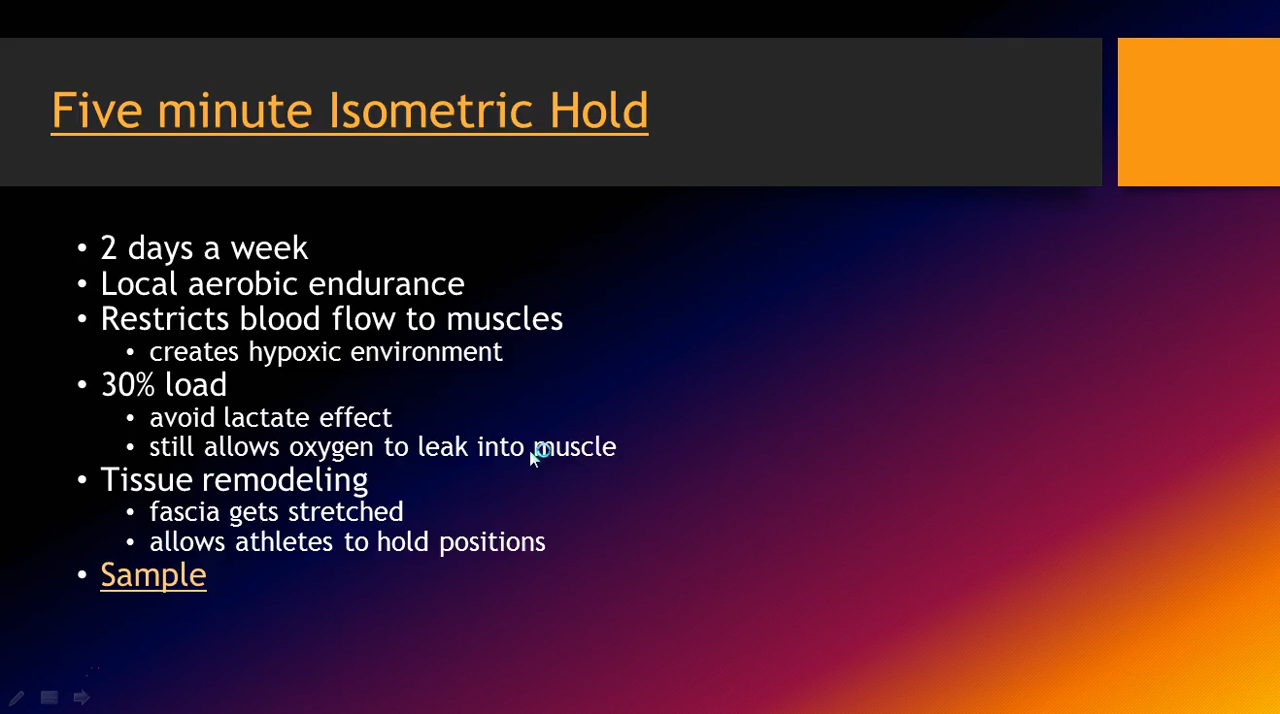 Five minute Isometric Hold
• 2 days a week
• Local aerobic endurance
• Restricts blood flow to muscles
• creates hypoxic environment
• 30% load
• avoid lactate effect
• still allows oxygen to leak into muscle
• Tissue remodeling
• fascia gets stretched
• allows athletes to hold positions
• Sample